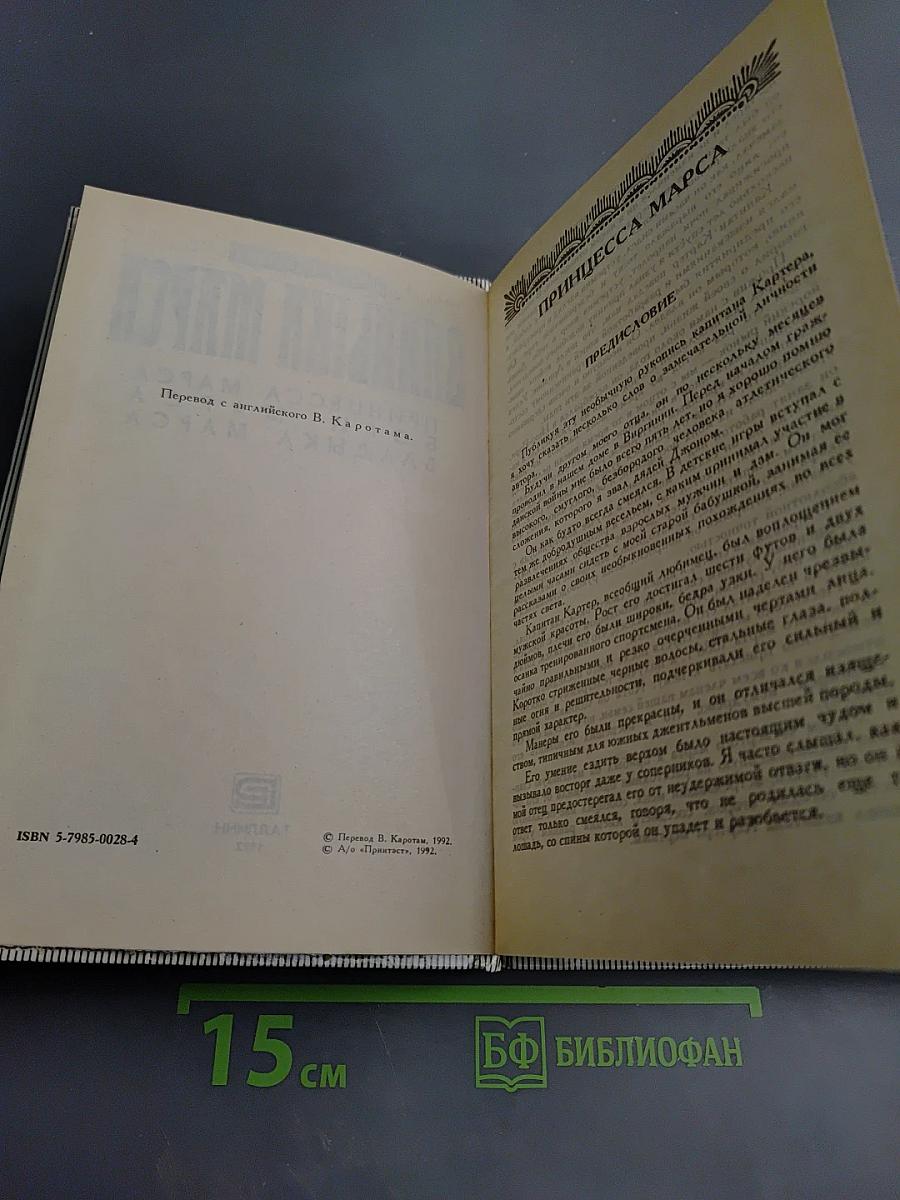 Перевод с английского В. Каротама.
ISBN 5-7985-0028-4
© Перевод В. Каротам, 1992.
© А/о «Принтэст», 1992.
ПРИНЦЕССА МАРСА
ПРЕДИСЛОВИЕ
Публикуя эту необычную рукопись капитана Картера,
я хочу сказать несколько слов о замечательной личности
автора.
Будучи другом моего отца, он по нескольку месяцев
проводил в нашем доме в Виргинии. Перед началом граж-
данской войны мне было всего пять лет, но я хорошо помню
высокого, смуглого, безбородого человека атлетического
сложения, которого я звал дядей Джоном.
Он как будто всегда смеялся. В детские игры вступал с
тем же добродушным весельем, с каким принимал участие в
развлечениях общества взрослых мужчин и дам. Он мог
целыми часами сидеть с моей старой бабушкой, занимая ее
рассказами о своих необыкновенных похождениях во всех
частях света.
Капитан Картер, всеобщий любимец, был воплощением
мужской красоты. Рост его достигал шести футов и двух
дюймов, плечи его были широки, бедра узки. У него была
осанка тренированного спортсмена. Он был наделен чрезвы-
чайно правильными и резко очерченными чертами лица.
Коротко стриженные черные волосы, стальные глаза, пол-
ные огня и решительности, подчеркивали его сильный и
прямой характер.
Манеры его были прекрасны, и он отличался изяще-
ством, типичным для южных джентльменов высшей породы.
Его умение ездить верхом было настоящим чудом и
вызывало восторг даже у соперников. Я часто слышал, как
мой отец предостерегал его от неудержимой отваги, но он в
ответ только смеялся, говоря, что не родилась еще
лошадь, со спины которой он упадет и разобьется.
ТАЛЛИНН
1992
15 см
БФ БИБЛИОФАН